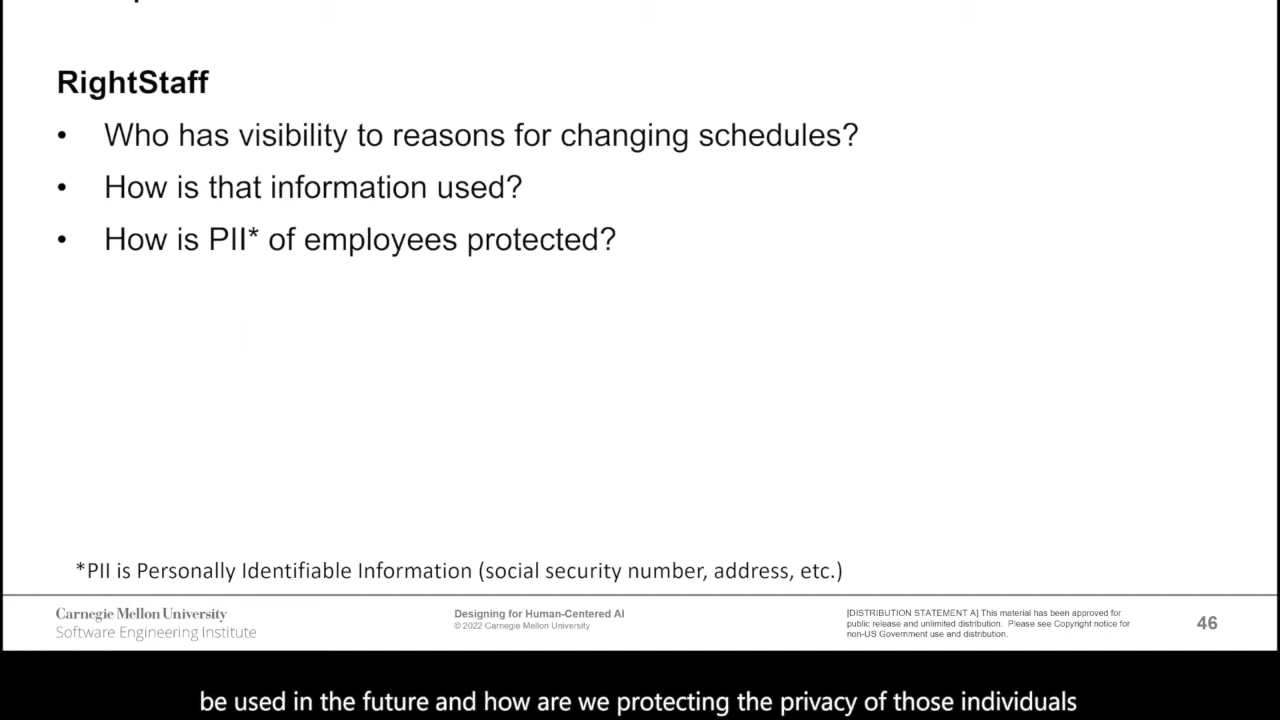 RightStaff
• Who has visibility to reasons for changing schedules?
• How is that information used?
• How is PII* of employees protected?
*PII is Personally Identifiable Information (social security number, address, etc.)
Carnegie Mellon University
Software Engineering Institute
Designing for Human-Centered AI
© 2022 Carnegie Mellon University
[DISTRIBUTION STATEMENT A] This material has been approved for
public release and unlimited distribution. Please see Copyright notice for
non-US Government use and distribution.
46
be used in the future and how are we protecting the privacy of those individuals